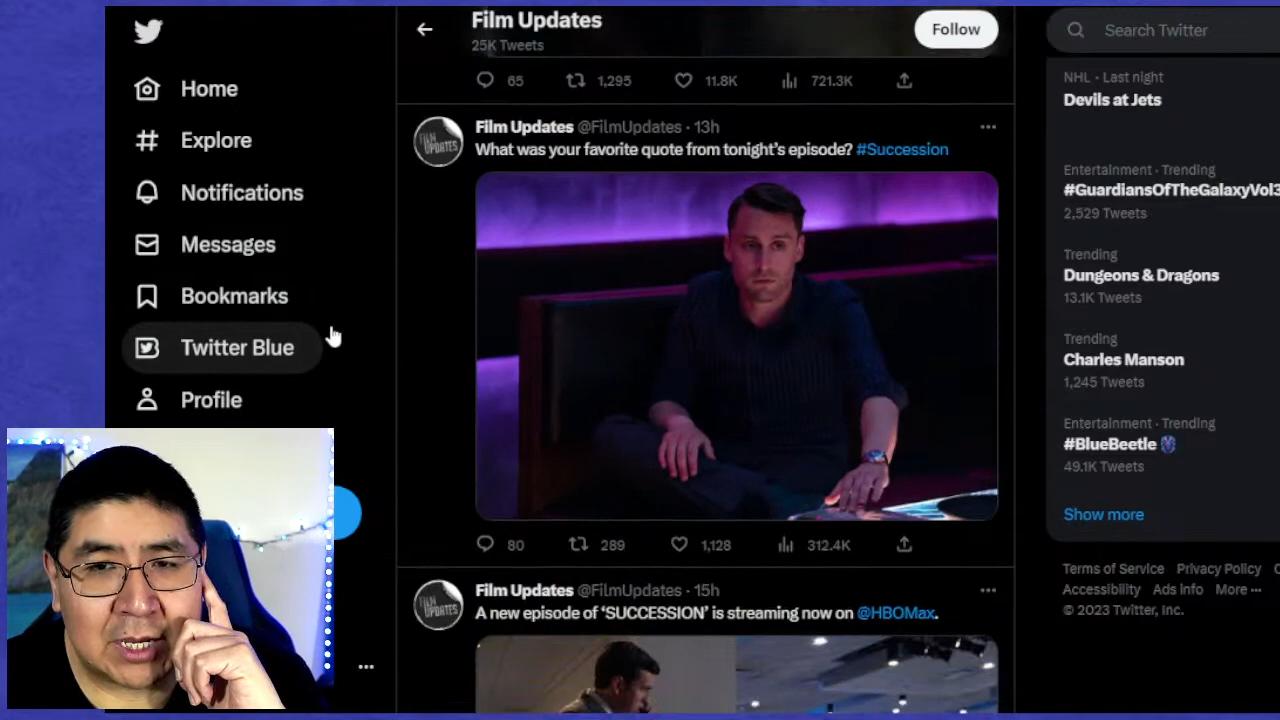 Home
Explore
Notifications
Messages
Bookmarks
Twitter Blue
Profile
Film Updates
25K Tweets
Follow
65 1,295 11.8K 721.3K
FILM UPDATES
Film Updates @FilmUpdates · 13h
What was your favorite quote from tonight's episode? #Succession
80 289 1,128 312.4K
FILM UPDATES
Film Updates @FilmUpdates · 15h
A new episode of 'SUCCESSION' is streaming now on @HBOMax.
Search Twitter
NHL · Last night
Devils at Jets
Entertainment · Trending
#GuardiansOfTheGalaxyVol3
2,529 Tweets
Trending
Dungeons & Dragons
13.1K Tweets
Trending
Charles Manson
1,245 Tweets
Entertainment · Trending
#BlueBeetle
49.1K Tweets
Show more
Terms of Service Privacy Policy
Accessibility Ads info More ···
© 2023 Twitter, Inc.